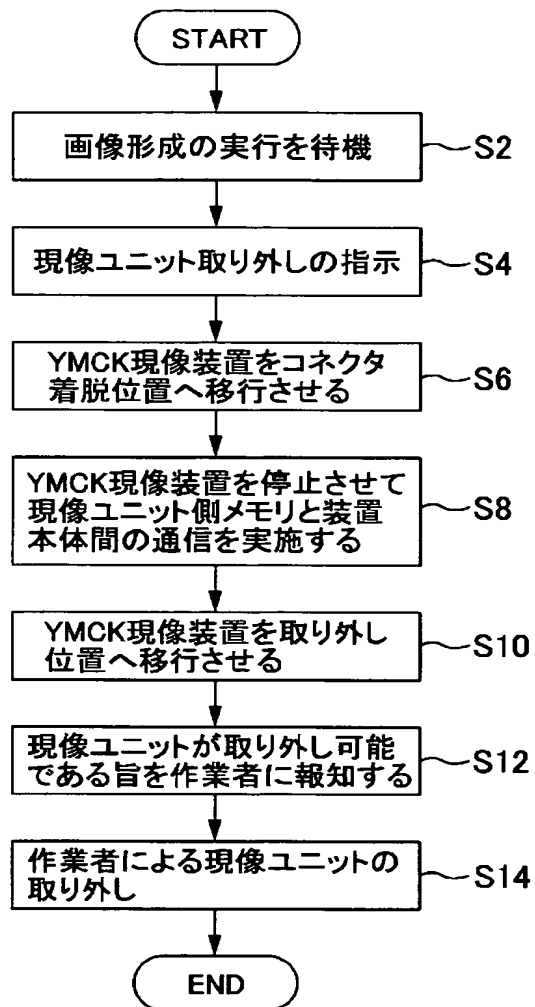 START
画像形成の実行を待機
S2
現像ユニット取り外しの指示
S4
YMCK現像装置をコネクタ
着脱位置へ移行させる
S6
YMCK現像装置を停止させて
現像ユニット側メモリと装置
本体間の通信を実施する
S8
YMCK現像装置を取り外し
位置へ移行させる
S10
現像ユニットが取り外し可能
である旨を作業者に報知する
S12
作業者による現像ユニットの
取り外し
S14
END